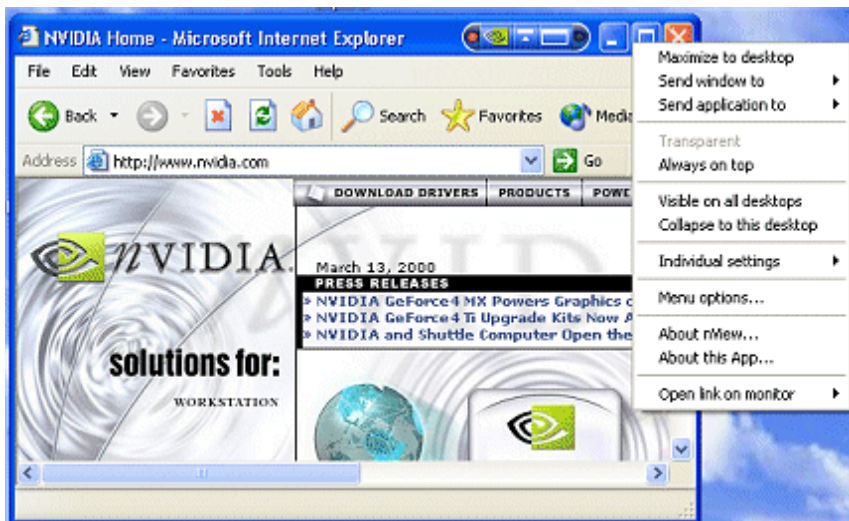 NVIDIA Home - Microsoft Internet Explorer
File Edit View Favorites Tools Help
Back Search Favorites Media
Address http://www.nvidia.com Go
DOWNLOAD DRIVERS PRODUCTS POWE
nVIDIA.
March 13, 2000
PRESS RELEASES
» NVIDIA GeForce4 MX Powers Graphics c
» NVIDIA GeForce4 Ti Upgrade Kits Now A
» NVIDIA and Shuttle Computer Open the
solutions for:
WORKSTATION
Maximize to desktop
Send window to
Send application to
Transparent
Always on top
Visible on all desktops
Collapse to this desktop
Individual settings
Menu options...
About nView...
About this App...
Open link on monitor